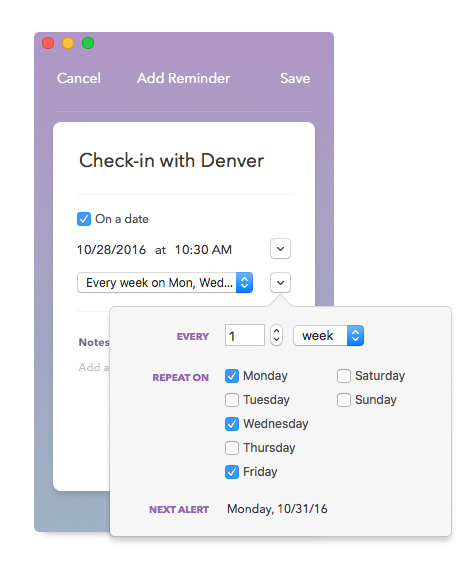 Cancel Add Reminder Save
Check-in with Denver
On a date
10/28/2016 at 10:30 AM
Every week on Mon, Wed...
Notes
Add a
EVERY 1 week
REPEAT ON Monday Saturday
Tuesday Sunday
Wednesday
Thursday
Friday
NEXT ALERT Monday, 10/31/16